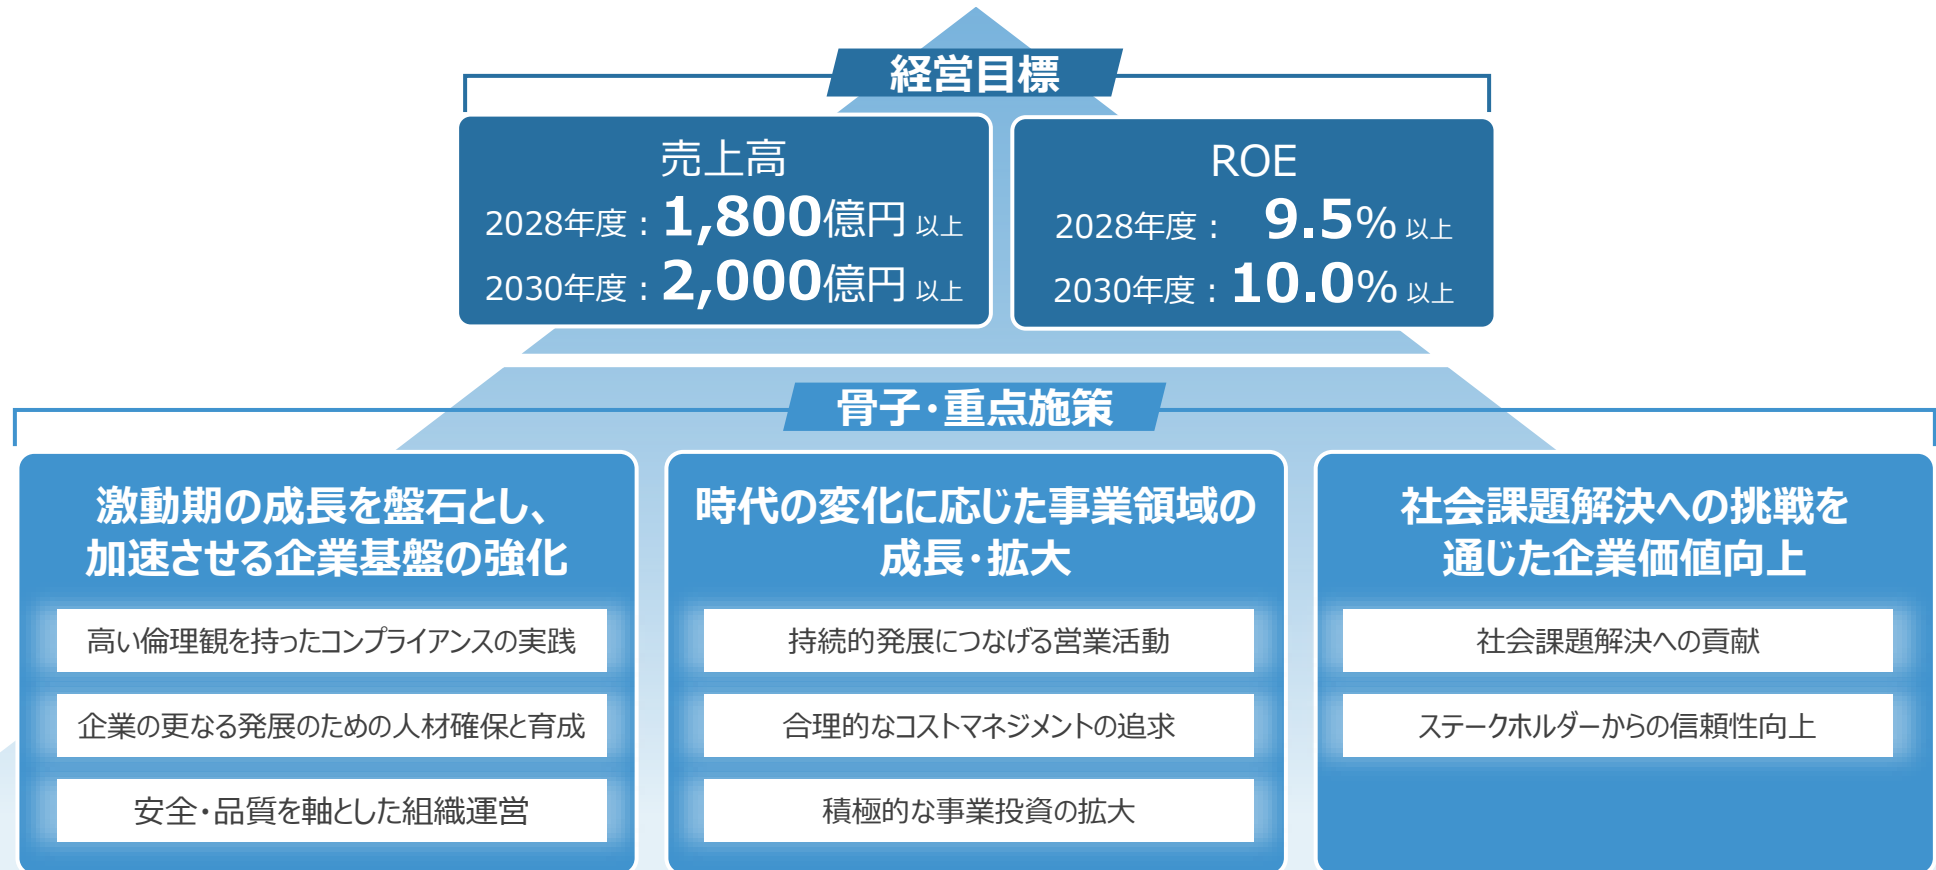 経営目標
売上高
2028年度：1,800億円 以上
2030年度：2,000億円 以上
ROE
2028年度： 9.5% 以上
2030年度：10.0% 以上
骨子・重点施策
激動期の成長を盤石とし、
加速させる企業基盤の強化
高い倫理観を持ったコンプライアンスの実践
企業の更なる発展のための人材確保と育成
安全・品質を軸とした組織運営
時代の変化に応じた事業領域の
成長・拡大
持続的発展につなげる営業活動
合理的なコストマネジメントの追求
積極的な事業投資の拡大
社会課題解決への挑戦を
通じた企業価値向上
社会課題解決への貢献
ステークホルダーからの信頼性向上